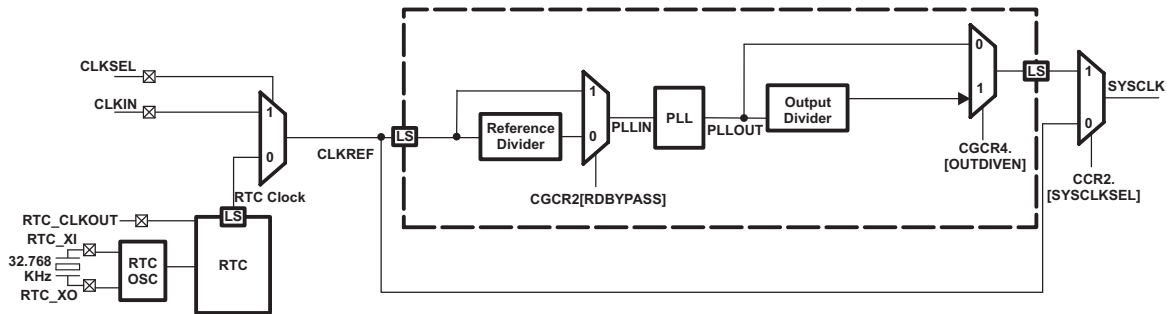 CLKSEL
CLKIN
1
0
RTC Clock
CLKREF
LS
Reference
Divider
1
0
CGCR2[RDBYPASS]
PLLIN
PLL
PLLOUT
Output
Divider
0
1
CGCR4.
[OUTDIVEN]
LS
1
0
SYSCLK
CCR2.
[SYSCLKSEL]
RTC_CLKOUT
LS
RTC_XI
32.768
KHz
RTC_XO
RTC
OSC
RTC